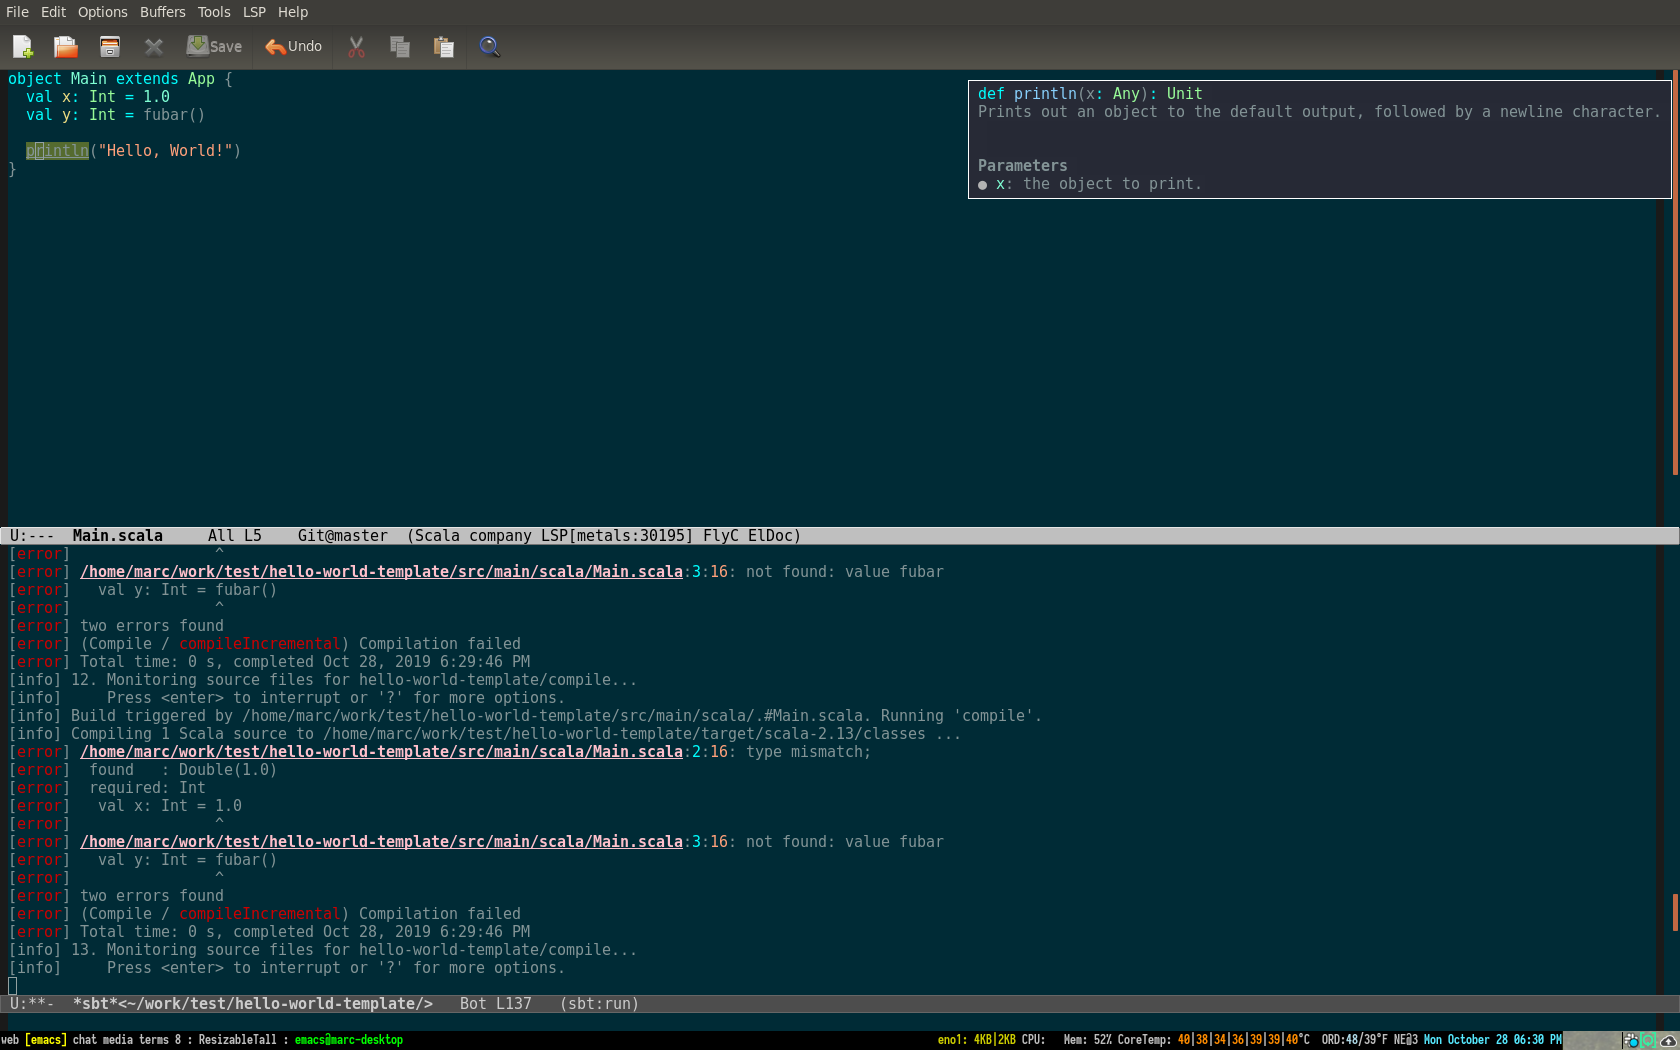 File Edit Options Buffers Tools LSP Help
Save Undo
object Main extends App {
  val x: Int = 1.0
  val y: Int = fubar()
  println("Hello, World!")
}
def println(x: Any): Unit
Prints out an object to the default output, followed by a newline character.
Parameters
● x: the object to print.
U:---  Main.scala     All L5    Git@master  (Scala company LSP[metals:30195] FlyC ElDoc)
[error]                ^
[error] /home/marc/work/test/hello-world-template/src/main/scala/Main.scala:3:16: not found: value fubar
[error]   val y: Int = fubar()
[error]                ^
[error] two errors found
[error] (Compile / compileIncremental) Compilation failed
[error] Total time: 0 s, completed Oct 28, 2019 6:29:46 PM
[info] 12. Monitoring source files for hello-world-template/compile...
[info]     Press <enter> to interrupt or '?' for more options.
[info] Build triggered by /home/marc/work/test/hello-world-template/src/main/scala/.#Main.scala. Running 'compile'.
[info] Compiling 1 Scala source to /home/marc/work/test/hello-world-template/target/scala-2.13/classes ...
[error] /home/marc/work/test/hello-world-template/src/main/scala/Main.scala:2:16: type mismatch;
[error]  found   : Double(1.0)
[error]  required: Int
[error]   val x: Int = 1.0
[error]                ^
[error] /home/marc/work/test/hello-world-template/src/main/scala/Main.scala:3:16: not found: value fubar
[error]   val y: Int = fubar()
[error]                ^
[error] two errors found
[error] (Compile / compileIncremental) Compilation failed
[error] Total time: 0 s, completed Oct 28, 2019 6:29:46 PM
[info] 13. Monitoring source files for hello-world-template/compile...
[info]     Press <enter> to interrupt or '?' for more options.
U:**-  *sbt*<~/work/test/hello-world-template/>   Bot L137   (sbt:run)
web [emacs] chat media terms 8 : ResizableTall : emacs@marc-desktop eno1: 4KB|2KB CPU: Mem: 52% CoreTemp: 40|38|34|36|39|39|40°C ORD:48/39°F NE@3 Mon October 28 06:30 PM